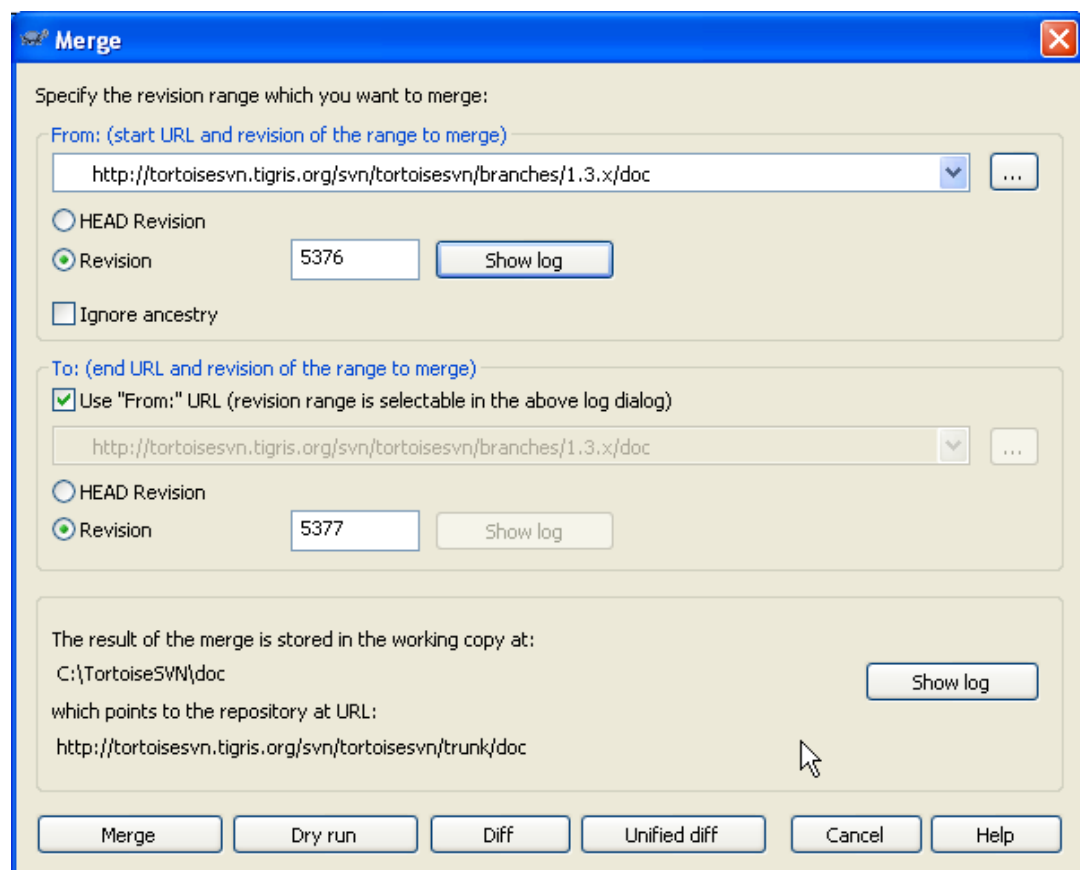 Merge
Specify the revision range which you want to merge:
From: (start URL and revision of the range to merge)
http://tortoisesvn.tigris.org/svn/tortoisesvn/branches/1.3.x/doc ...
HEAD Revision
Revision 5376 Show log
Ignore ancestry
To: (end URL and revision of the range to merge)
Use "From:" URL (revision range is selectable in the above log dialog)
http://tortoisesvn.tigris.org/svn/tortoisesvn/branches/1.3.x/doc ...
HEAD Revision
Revision 5377 Show log
The result of the merge is stored in the working copy at:
C:\TortoiseSVN\doc
Show log
which points to the repository at URL:
http://tortoisesvn.tigris.org/svn/tortoisesvn/trunk/doc
Merge Dry run Diff Unified diff Cancel Help